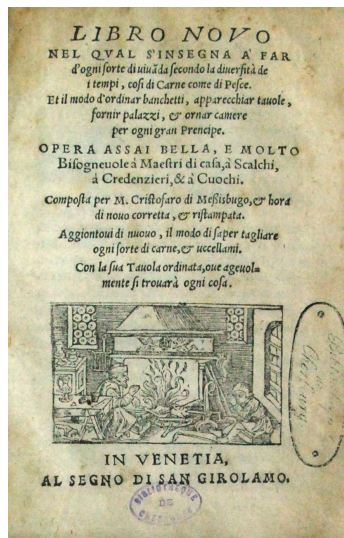 LIBRO NOVO
NEL QVAL S'INSEGNA A' FAR
d'ogni sorte di uiuãda secondo la diuersità de
i tempi, cosi di Carne come di Pesce.
Et il modo d'ordinar banchetti, apparecchiar tauole,
fornir palazzi, & ornar camere
per ogni gran Prencipe.
OPERA ASSAI BELLA, E MOLTO
Bisogneuole à Maestri di casa, à Scalchi,
à Credenzieri, & à Cuochi.
Composta per M. Cristofaro di Messisbugo, & hora
di nouo corretta, & ristampata.
Aggiontoui di nuouo, il modo di saper tagliare
ogni sorte di carne, & uccellami.
Con la sua Tauola ordinata, oue ageuol=
mente si trouarà ogni cosa.
IN VENETIA,
AL SEGNO DI SAN GIROLAMO.
BIBLIOTHEQUE
DE